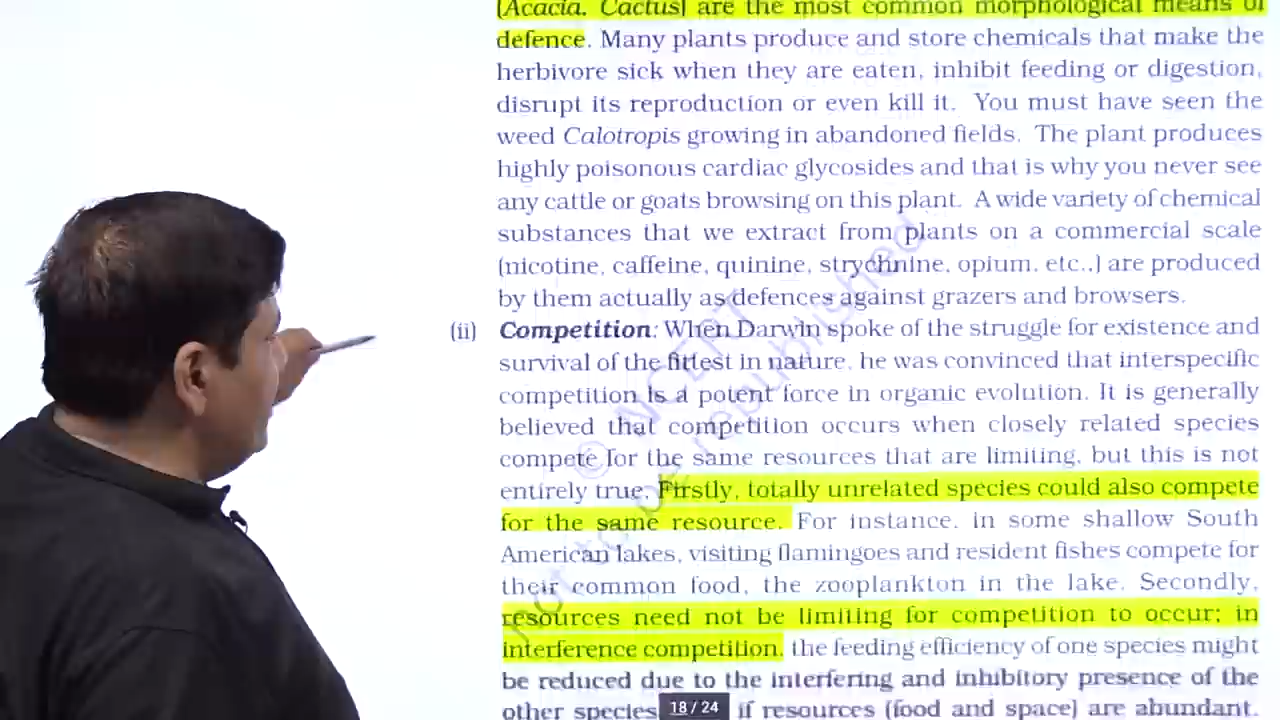 (Acacia, Cactus) are the most common morphological means of
defence. Many plants produce and store chemicals that make the
herbivore sick when they are eaten, inhibit feeding or digestion,
disrupt its reproduction or even kill it. You must have seen the
weed Calotropis growing in abandoned fields. The plant produces
highly poisonous cardiac glycosides and that is why you never see
any cattle or goats browsing on this plant. A wide variety of chemical
substances that we extract from plants on a commercial scale
(nicotine, caffeine, quinine, strychnine, opium, etc.,) are produced
by them actually as defences against grazers and browsers.
(ii) Competition: When Darwin spoke of the struggle for existence and
survival of the fittest in nature, he was convinced that interspecific
competition is a potent force in organic evolution. It is generally
believed that competition occurs when closely related species
compete for the same resources that are limiting, but this is not
entirely true. Firstly, totally unrelated species could also compete
for the same resource. For instance, in some shallow South
American lakes, visiting flamingoes and resident fishes compete for
their common food, the zooplankton in the lake. Secondly,
resources need not be limiting for competition to occur; in
interference competition, the feeding efficiency of one species might
be reduced due to the interfering and inhibitory presence of the
other species, if resources (food and space) are abundant.
18 / 24
© NCERT
not to be republished